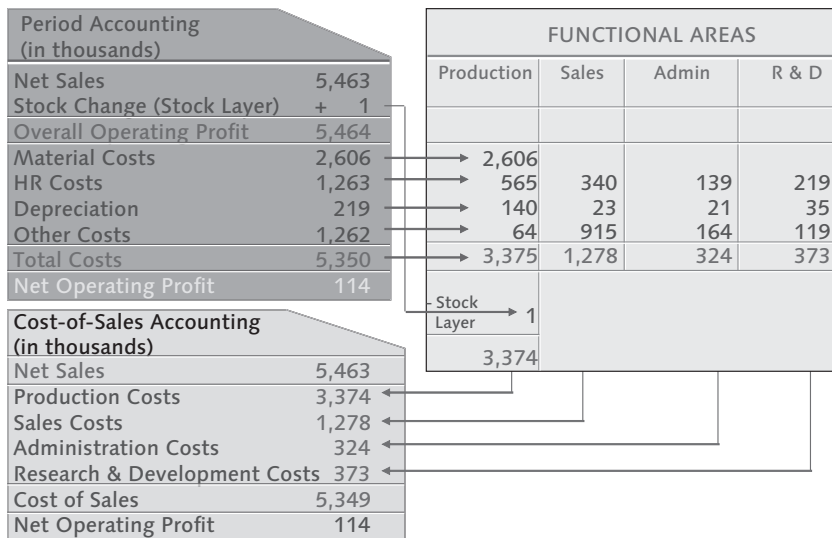 Period Accounting
(in thousands)
Net Sales 5,463
Stock Change (Stock Layer) + 1
Overall Operating Profit 5,464
Material Costs 2,606
HR Costs 1,263
Depreciation 219
Other Costs 1,262
Total Costs 5,350
Net Operating Profit 114
FUNCTIONAL AREAS
Production Sales Admin R & D
2,606
565 340 139 219
140 23 21 35
64 915 164 119
3,375 1,278 324 373
- Stock
Layer 1
3,374
Cost-of-Sales Accounting
(in thousands)
Net Sales 5,463
Production Costs 3,374
Sales Costs 1,278
Administration Costs 324
Research & Development Costs 373
Cost of Sales 5,349
Net Operating Profit 114